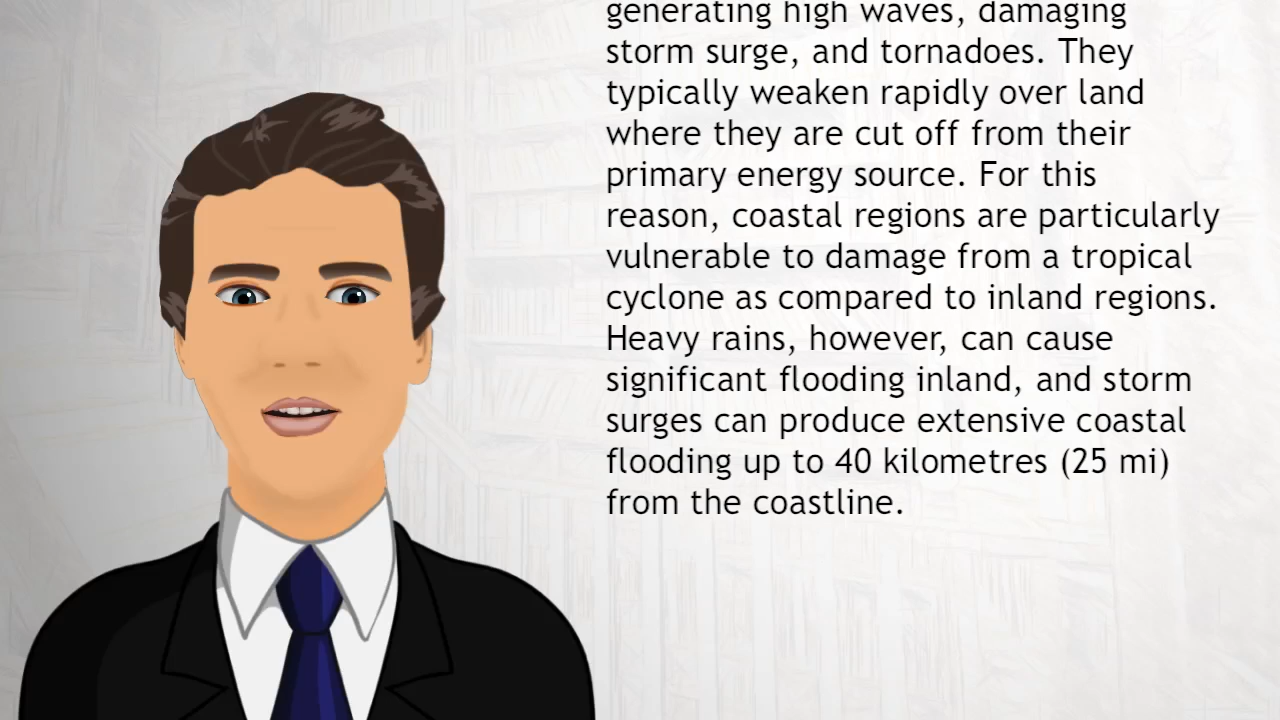 generating high waves, damaging
storm surge, and tornadoes. They
typically weaken rapidly over land
where they are cut off from their
primary energy source. For this
reason, coastal regions are particularly
vulnerable to damage from a tropical
cyclone as compared to inland regions.
Heavy rains, however, can cause
significant flooding inland, and storm
surges can produce extensive coastal
flooding up to 40 kilometres (25 mi)
from the coastline.